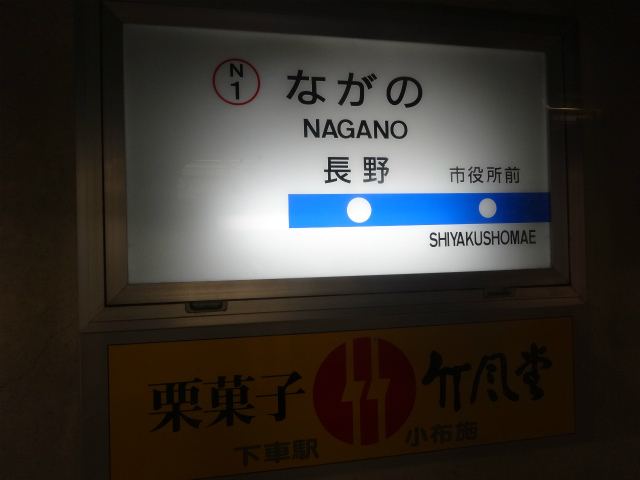 N
1
ながの
NAGANO
長野
市役所前
SHIYAKUSHOMAE
栗菓子
竹風堂
下車駅 小布施